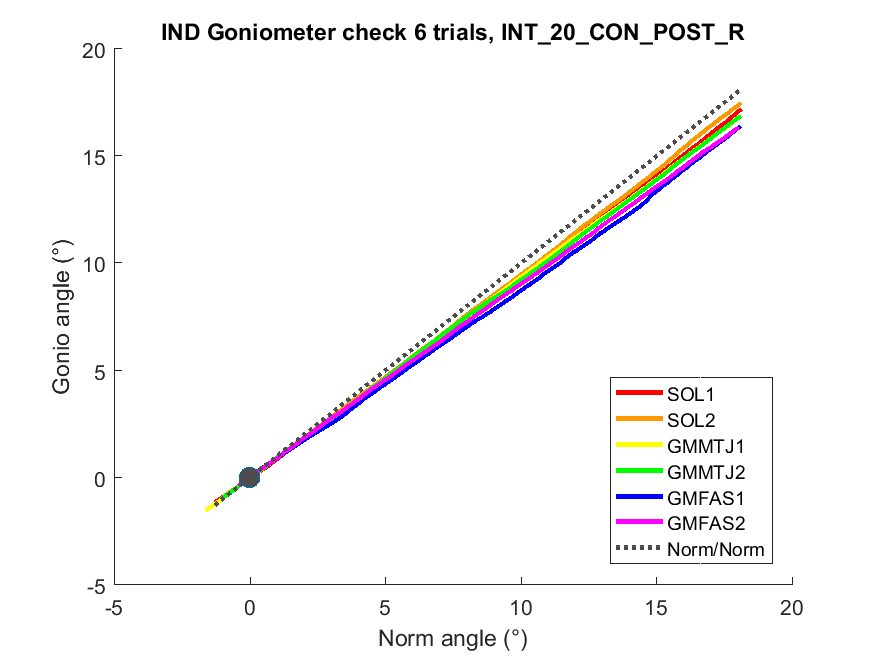 IND Goniometer check 6 trials, INT_20_CON_POST_R
20
15
10
5
0
-5
Gonio angle (°)
-5
0
5
10
15
20
Norm angle (°)
SOL1
SOL2
GMMTJ1
GMMTJ2
GMFAS1
GMFAS2
Norm/Norm